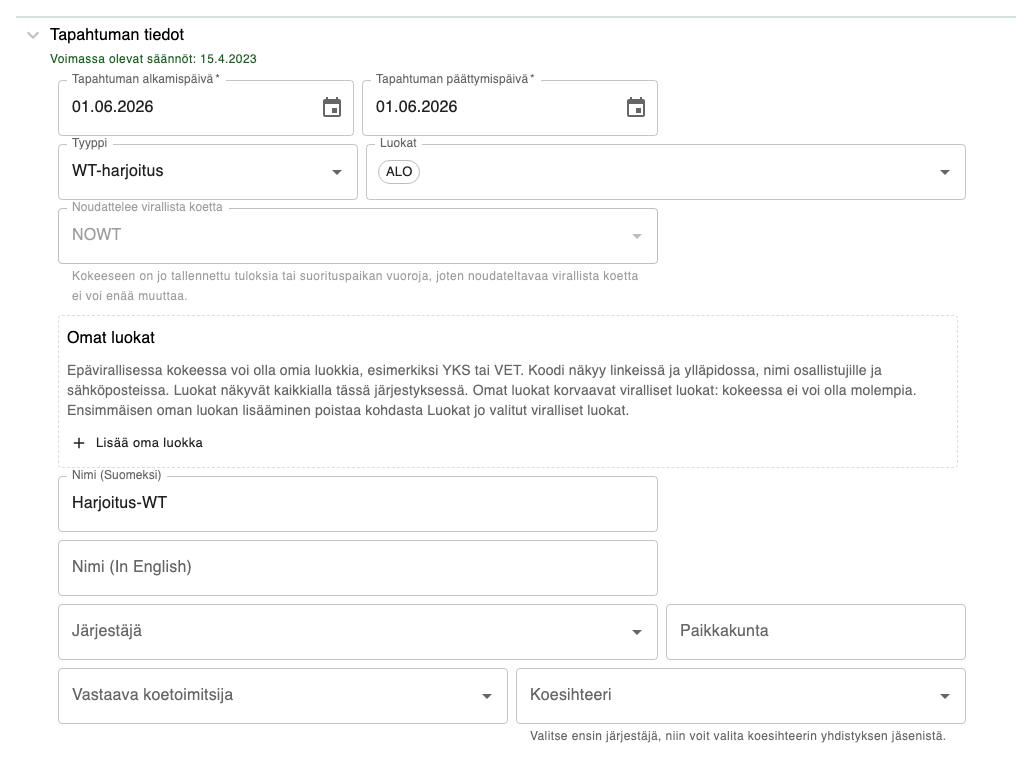 Tapahtuman tiedot
Voimassa olevat säännöt: 15.4.2023
Tapahtuman alkamispäivä *
01.06.2026
Tapahtuman päättymispäivä *
01.06.2026
Tyyppi
WT-harjoitus
Luokat
ALO
Noudattelee virallista koetta
NOWT
Kokeeseen on jo tallennettu tuloksia tai suorituspaikan vuoroja, joten noudateltavaa virallista koetta
ei voi enää muuttaa.
Omat luokat
Epävirallisessa kokeessa voi olla omia luokkia, esimerkiksi YKS tai VET. Koodi näkyy linkeissä ja ylläpidossa, nimi osallistujille ja
sähköposteissa. Luokat näkyvät kaikkialla tässä järjestyksessä. Omat luokat korvaavat viralliset luokat: kokeessa ei voi olla molempia.
Ensimmäisen oman luokan lisääminen poistaa kohdasta Luokat jo valitut viralliset luokat.
+ Lisää oma luokka
Nimi (Suomeksi)
Harjoitus-WT
Nimi (In English)
Järjestäjä
Paikkakunta
Vastaava koetoimitsija
Koesihteeri
Valitse ensin järjestäjä, niin voit valita koesihteerin yhdistyksen jäsenistä.